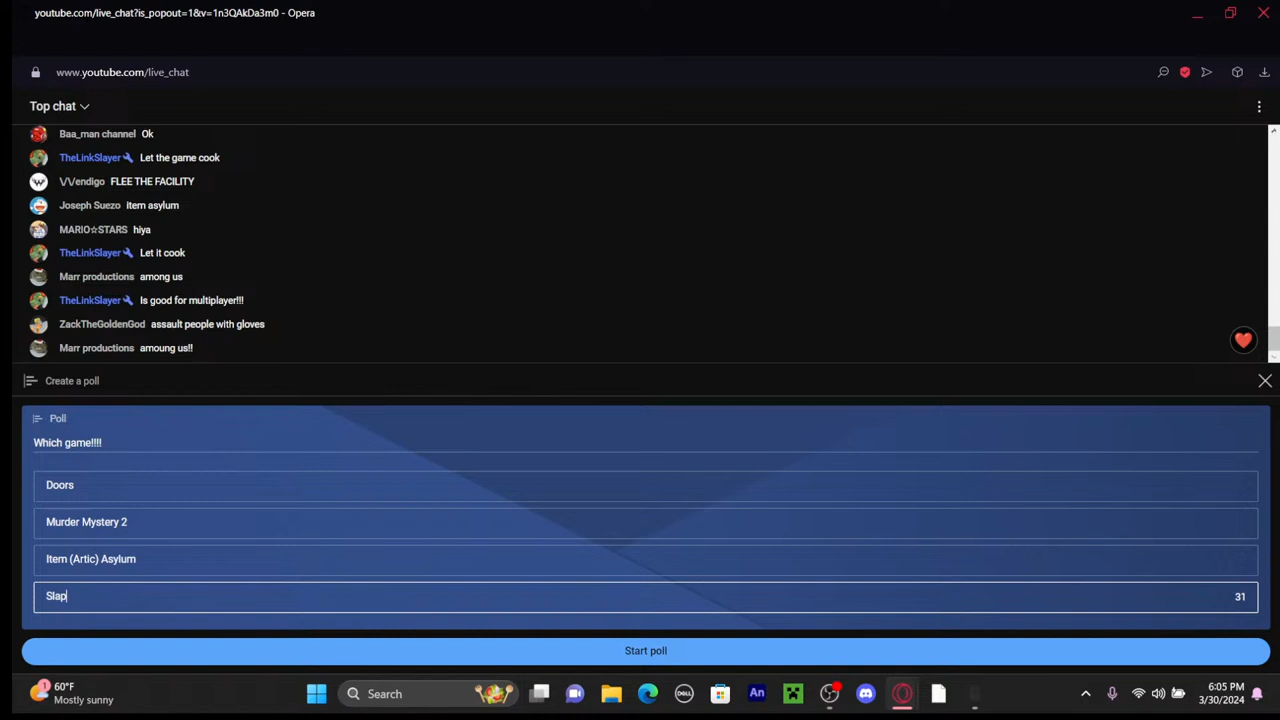 youtube.com/live_chat?is_popout=1&v=1n3QAkDa3m0 - Opera
www.youtube.com/live_chat
Top chat
Baa_man channel Ok
TheLinkSlayer Let the game cook
\/\/endigo FLEE THE FACILITY
Joseph Suezo item asylum
MARIO☆STARS hiya
TheLinkSlayer Let it cook
Marr productions among us
TheLinkSlayer Is good for multiplayer!!!
ZackTheGoldenGod assault people with gloves
Marr productions amoung us!!
Create a poll
Poll
Which game!!!!
Doors
Murder Mystery 2
Item (Artic) Asylum
Slap 31
Start poll
1
60°F
Mostly sunny
Search
DELL
An
6:05 PM
3/30/2024